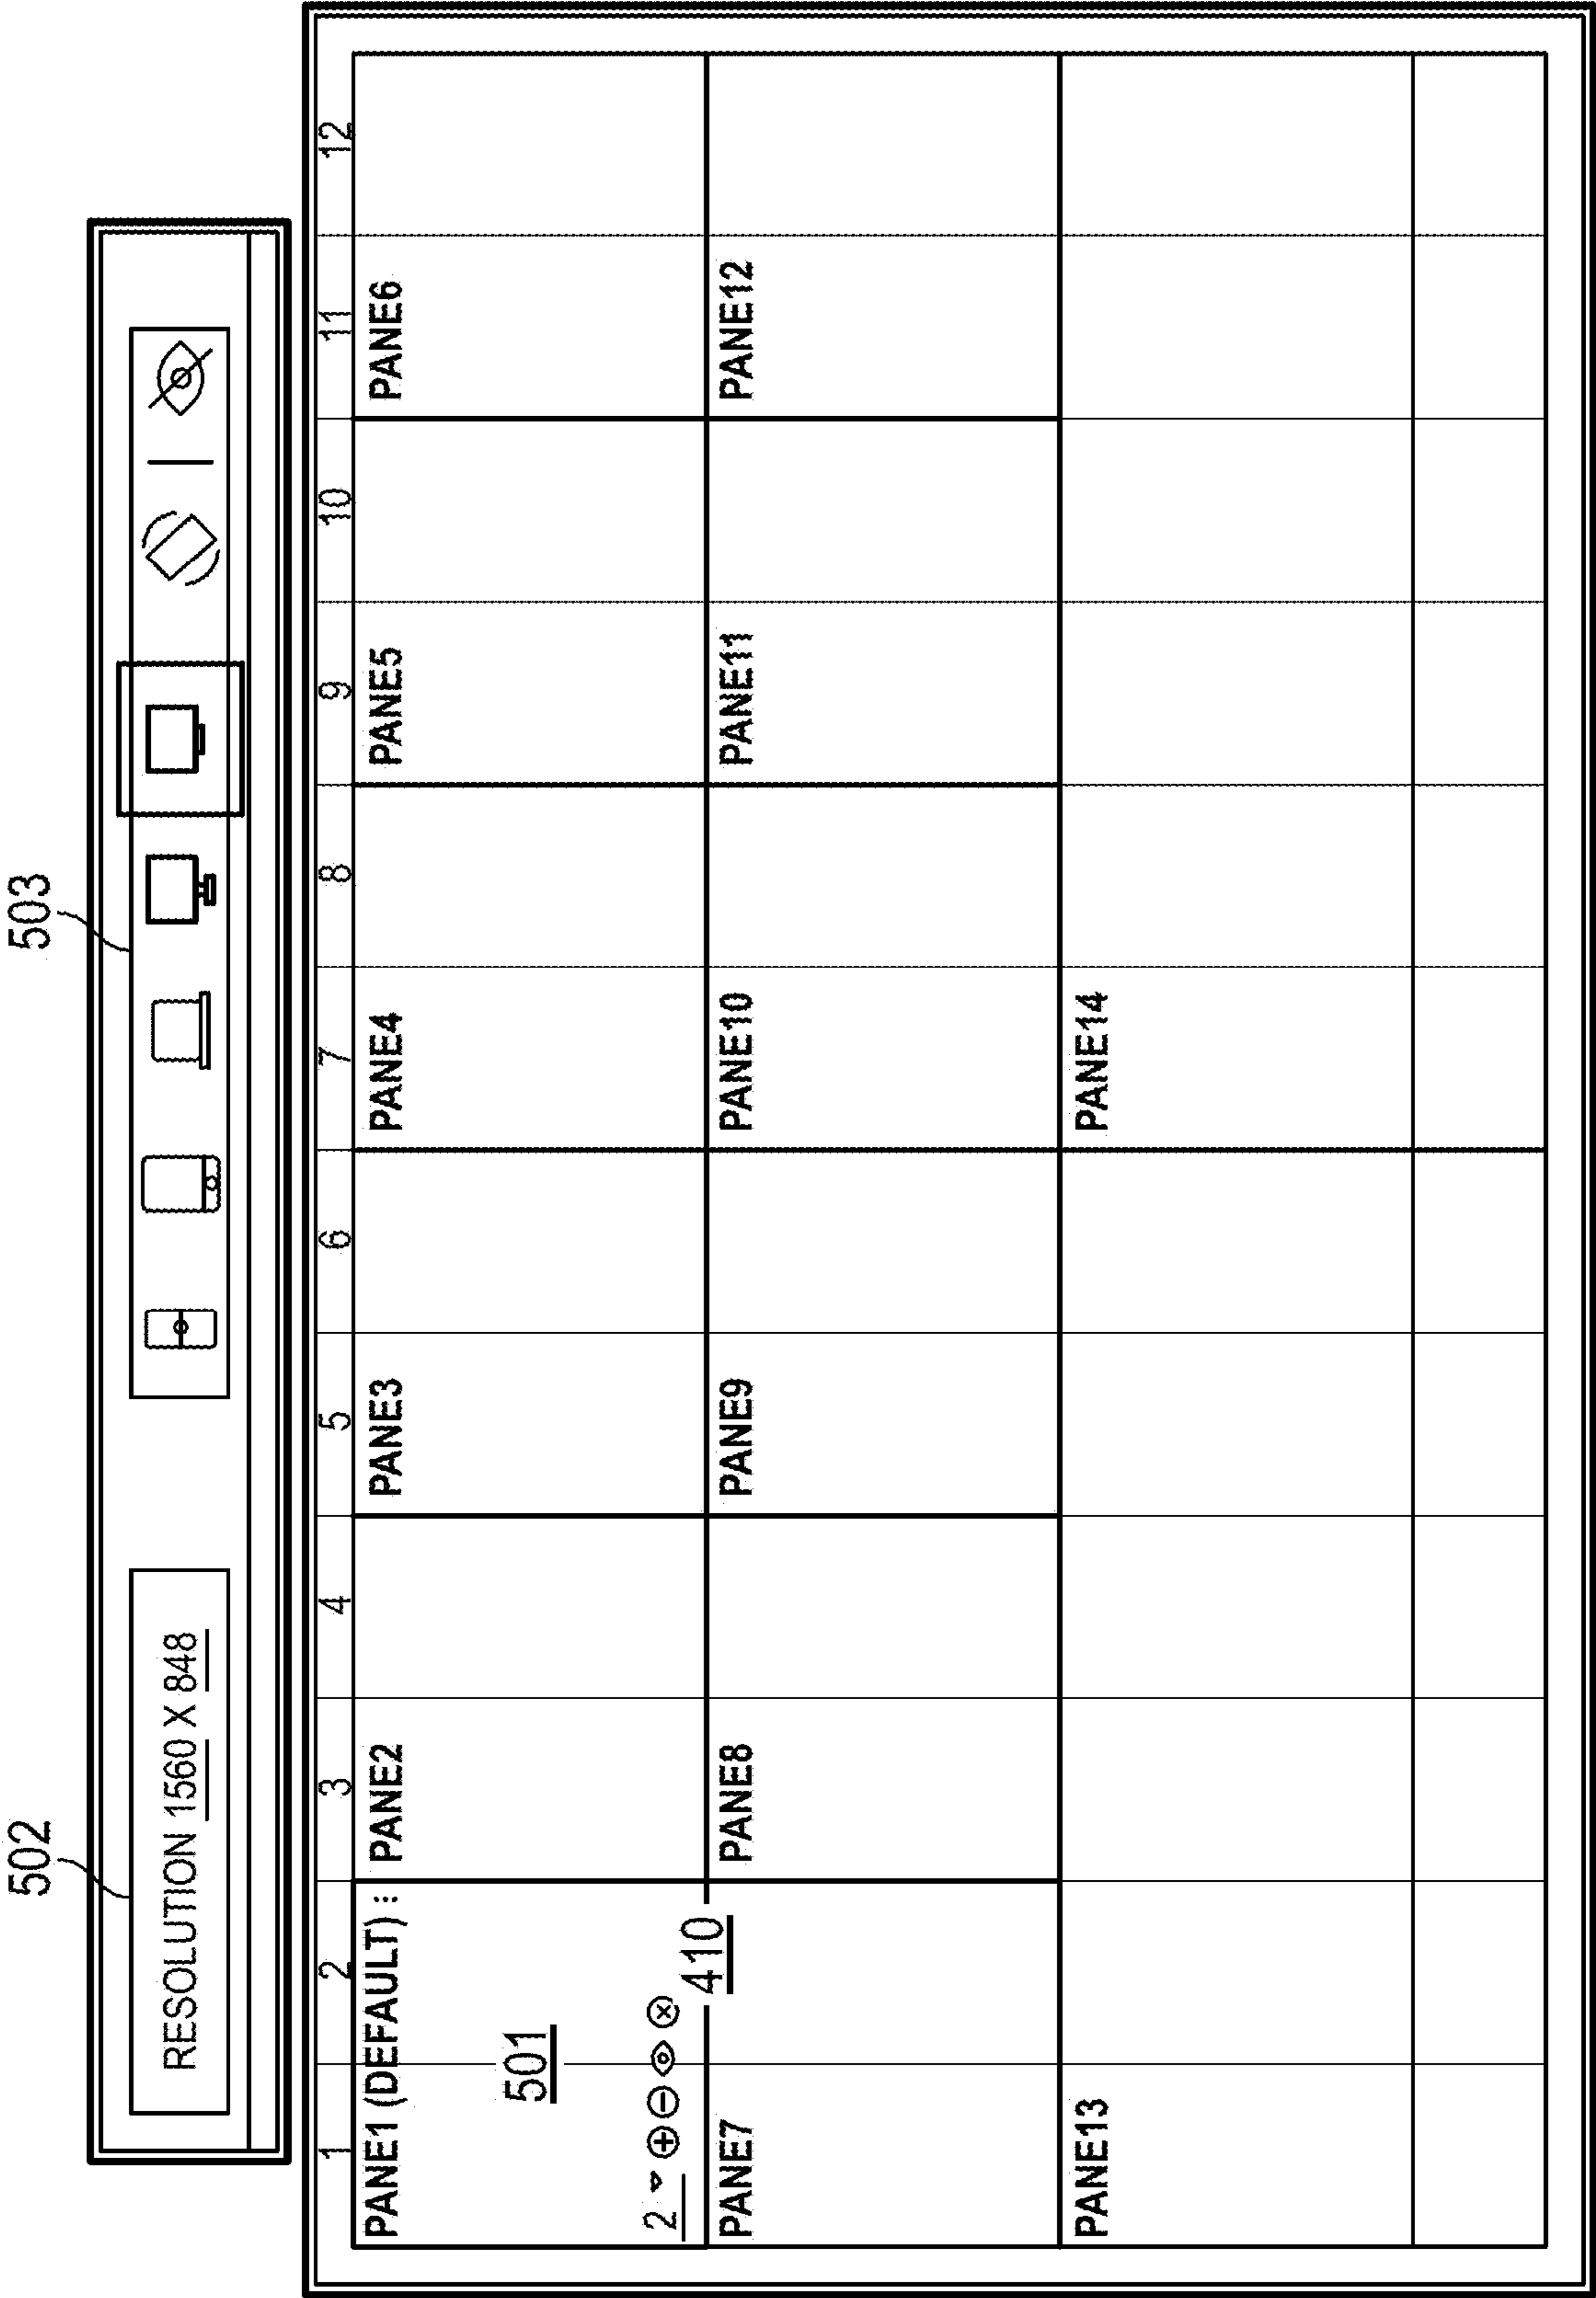 502
503
RESOLUTION 1560 X 848
1 2 3 4 5 6 7 8 9 10 11 12
PANE1 (DEFAULT) : PANE2 PANE3 PANE4 PANE5 PANE6
501
2
410
PANE7 PANE8 PANE9 PANE10 PANE11 PANE12
PANE13 PANE14